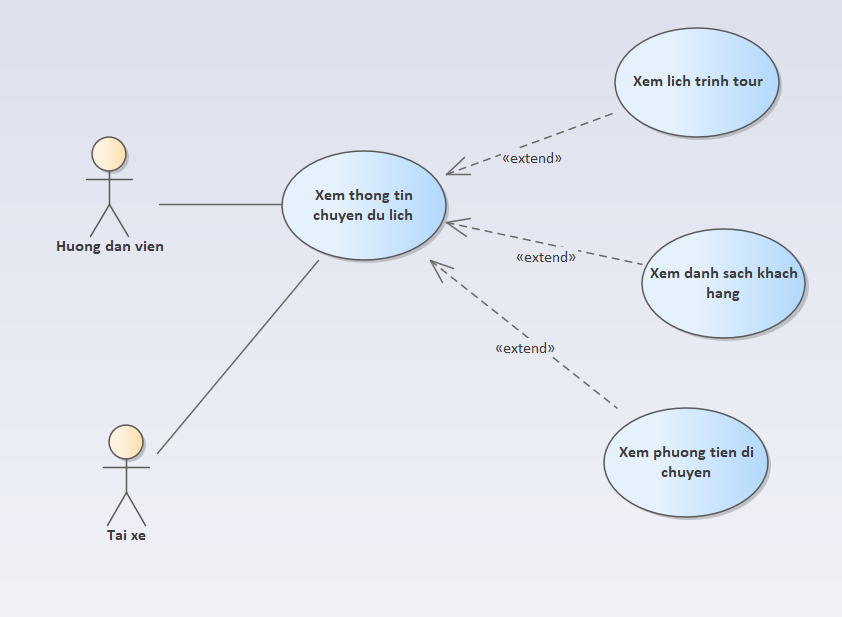 Xem lich trinh tour
«extend»
Xem thong tin
chuyen du lich
Huong dan vien
«extend»
Xem danh sach khach
hang
«extend»
Xem phuong tien di
chuyen
Tai xe